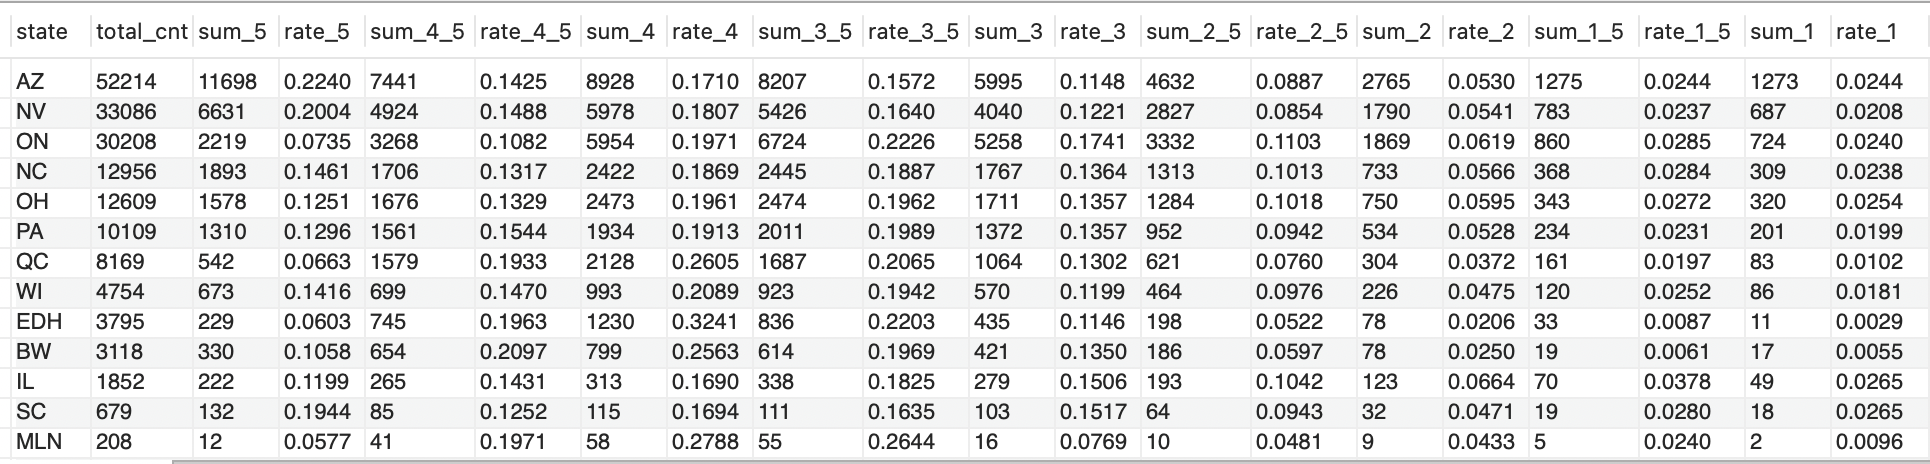 state total_cnt sum_5 rate_5 sum_4_5 rate_4_5 sum_4 rate_4 sum_3_5 rate_3_5 sum_3 rate_3 sum_2_5 rate_2_5 sum_2 rate_2 sum_1_5 rate_1_5 sum_1 rate_1
AZ 52214 11698 0.2240 7441 0.1425 8928 0.1710 8207 0.1572 5995 0.1148 4632 0.0887 2765 0.0530 1275 0.0244 1273 0.0244
NV 33086 6631 0.2004 4924 0.1488 5978 0.1807 5426 0.1640 4040 0.1221 2827 0.0854 1790 0.0541 783 0.0237 687 0.0208
ON 30208 2219 0.0735 3268 0.1082 5954 0.1971 6724 0.2226 5258 0.1741 3332 0.1103 1869 0.0619 860 0.0285 724 0.0240
NC 12956 1893 0.1461 1706 0.1317 2422 0.1869 2445 0.1887 1767 0.1364 1313 0.1013 733 0.0566 368 0.0284 309 0.0238
OH 12609 1578 0.1251 1676 0.1329 2473 0.1961 2474 0.1962 1711 0.1357 1284 0.1018 750 0.0595 343 0.0272 320 0.0254
PA 10109 1310 0.1296 1561 0.1544 1934 0.1913 2011 0.1989 1372 0.1357 952 0.0942 534 0.0528 234 0.0231 201 0.0199
QC 8169 542 0.0663 1579 0.1933 2128 0.2605 1687 0.2065 1064 0.1302 621 0.0760 304 0.0372 161 0.0197 83 0.0102
WI 4754 673 0.1416 699 0.1470 993 0.2089 923 0.1942 570 0.1199 464 0.0976 226 0.0475 120 0.0252 86 0.0181
EDH 3795 229 0.0603 745 0.1963 1230 0.3241 836 0.2203 435 0.1146 198 0.0522 78 0.0206 33 0.0087 11 0.0029
BW 3118 330 0.1058 654 0.2097 799 0.2563 614 0.1969 421 0.1350 186 0.0597 78 0.0250 19 0.0061 17 0.0055
IL 1852 222 0.1199 265 0.1431 313 0.1690 338 0.1825 279 0.1506 193 0.1042 123 0.0664 70 0.0378 49 0.0265
SC 679 132 0.1944 85 0.1252 115 0.1694 111 0.1635 103 0.1517 64 0.0943 32 0.0471 19 0.0280 18 0.0265
MLN 208 12 0.0577 41 0.1971 58 0.2788 55 0.2644 16 0.0769 10 0.0481 9 0.0433 5 0.0240 2 0.0096